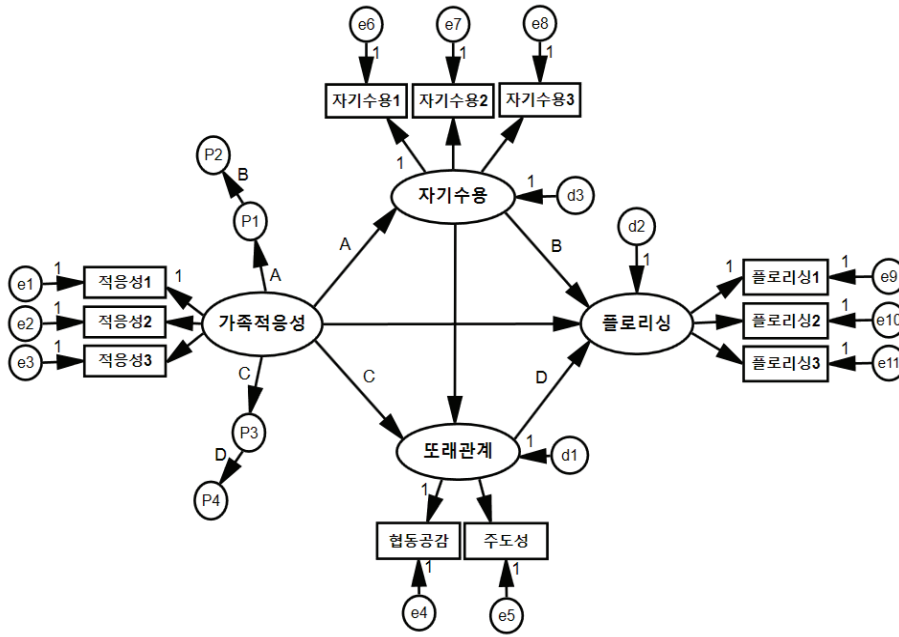 e6 e7 e8
1 1 1
자기수용1 자기수용2 자기수용3
1
P2
B
자기수용
1
d3
P1
A
B
d2
A
1
e1 1 적응성1 1
1 플로리싱1 1 e9
e2 1 적응성2
가족적응성
플로리싱
플로리싱2 1 e10
e3 1 적응성3
플로리싱3 1 e11
C
C
D
P3
D
또래관계
1
d1
P4
1
협동공감 주도성
1 1
e4 e5